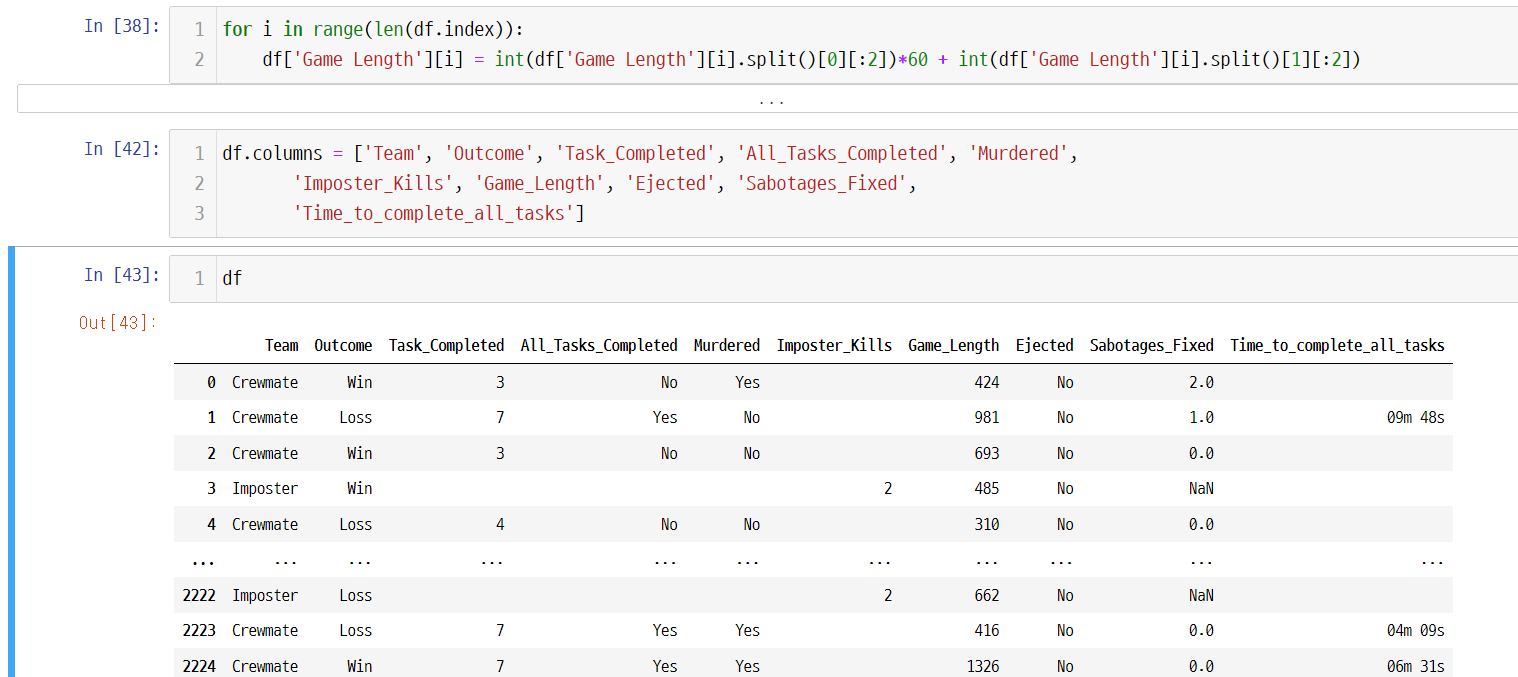 In [38]:
1 for i in range(len(df.index)):
2 df['Game Length'][i] = int(df['Game Length'][i].split()[0][:2])*60 + int(df['Game Length'][i].split()[1][:2])
...
In [42]:
1 df.columns = ['Team', 'Outcome', 'Task_Completed', 'All_Tasks_Completed', 'Murdered',
2 'Imposter_Kills', 'Game_Length', 'Ejected', 'Sabotages_Fixed',
3 'Time_to_complete_all_tasks']
In [43]:
1 df
Out[43]:
Team Outcome Task_Completed All_Tasks_Completed Murdered Imposter_Kills Game_Length Ejected Sabotages_Fixed Time_to_complete_all_tasks
0 Crewmate Win 3 No Yes 424 No 2.0
1 Crewmate Loss 7 Yes No 981 No 1.0 09m 48s
2 Crewmate Win 3 No No 693 No 0.0
3 Imposter Win 2 485 No NaN
4 Crewmate Loss 4 No No 310 No 0.0
... ... ... ... ... ... ... ... ... ... ...
2222 Imposter Loss 2 662 No NaN
2223 Crewmate Loss 7 Yes Yes 416 No 0.0 04m 09s
2224 Crewmate Win 7 Yes Yes 1326 No 0.0 06m 31s